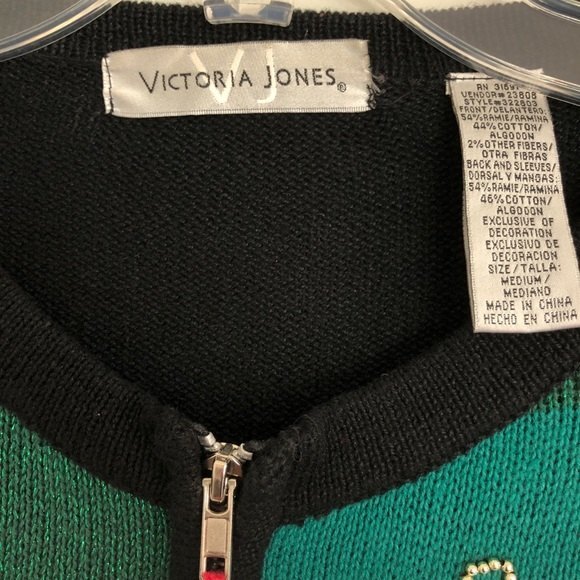 VJ
VICTORIA JONES®
RN 31597
VENDOR# 23808
STYLE# 322803
FRONT/DELANTERO:
54% RAMIE/RAMINA
44% COTTON/
ALGODON
2% OTHER FIBERS/
OTRA FIBRAS
BACK AND SLEEVES/
DORSAL Y MANGAS:
54% RAMIE/RAMINA
46% COTTON/
ALGODON
EXCLUSIVE OF
DECORATION
EXCLUSIVO DE
DECORACION
SIZE/TALLA:
MEDIUM/
MEDIANO
MADE IN CHINA
HECHO EN CHINA